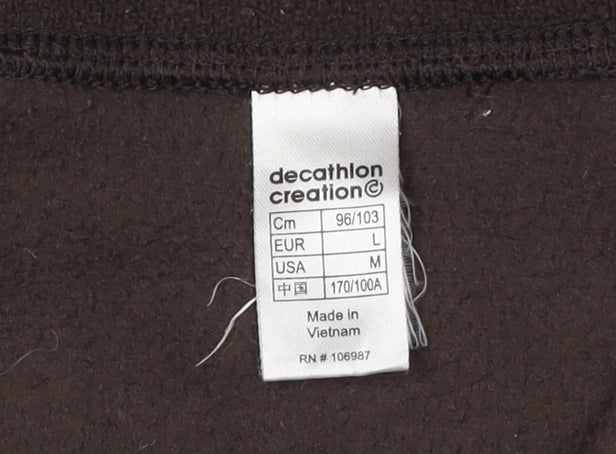 decathlon
creation
Cm 96/103
EUR L
USA M
中国 170/100A
Made in
Vietnam
RN # 106987